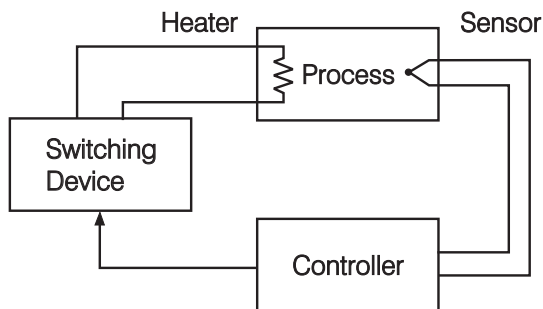 Heater
Sensor
Process
Switching
Device
Controller